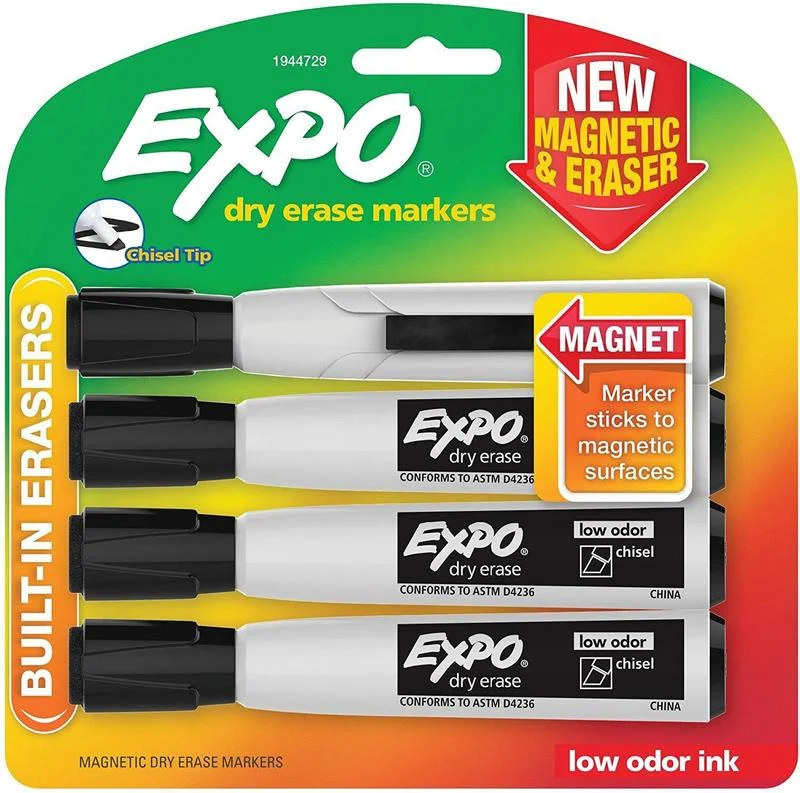 1944729
EXPO®
dry erase markers
Chisel Tip
NEW
MAGNETIC
& ERASER
BUILT-IN ERASERS
MAGNET
Marker
sticks to
magnetic
surfaces
EXPO®
dry erase
CONFORMS TO ASTM D4236
EXPO®
dry erase
CONFORMS TO ASTM D4236
low odor
chisel
CHINA
EXPO®
dry erase
CONFORMS TO ASTM D4236
low odor
chisel
CHINA
MAGNETIC DRY ERASE MARKERS
low odor ink